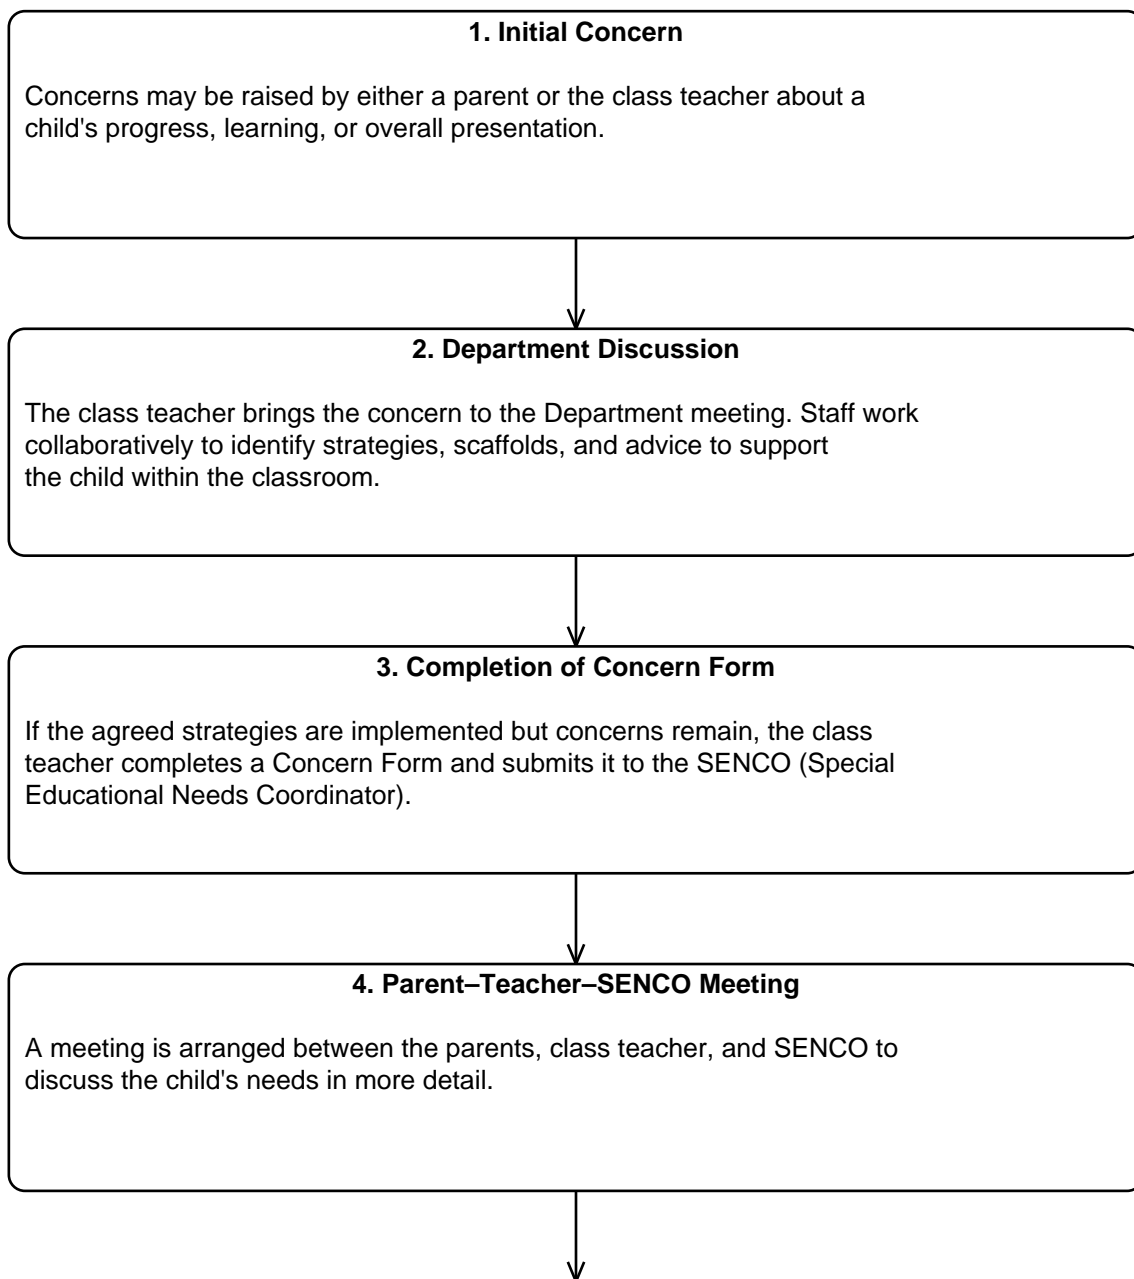 1. Initial Concern
Concerns may be raised by either a parent or the class teacher about a
child's progress, learning, or overall presentation.
2. Department Discussion
The class teacher brings the concern to the Department meeting. Staff work
collaboratively to identify strategies, scaffolds, and advice to support
the child within the classroom.
3. Completion of Concern Form
If the agreed strategies are implemented but concerns remain, the class
teacher completes a Concern Form and submits it to the SENCO (Special
Educational Needs Coordinator).
4. Parent–Teacher–SENCO Meeting
A meeting is arranged between the parents, class teacher, and SENCO to
discuss the child's needs in more detail.